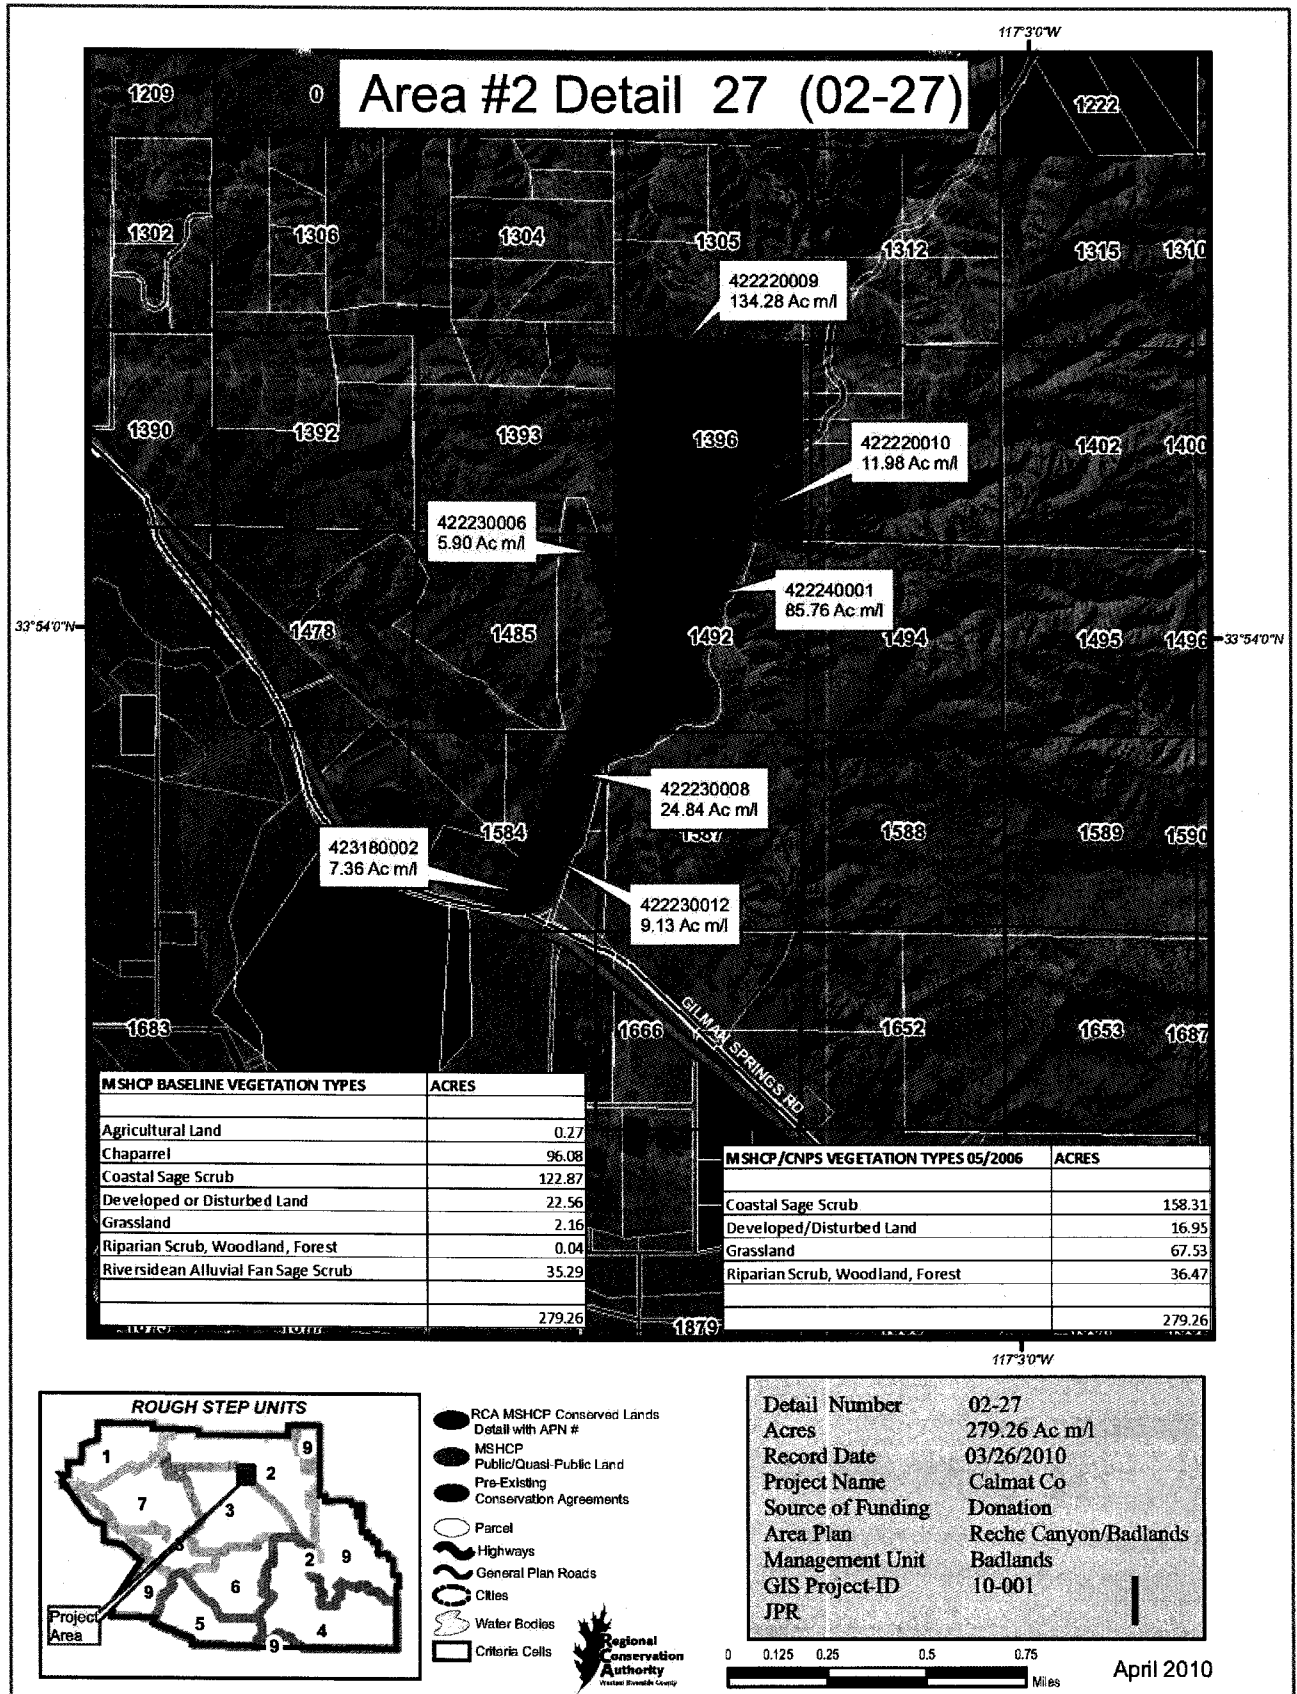 117°3'0"W
Area #2 Detail 27 (02-27)
1209
0
1222
1302
1306
1304
1305
1312
1315
1310
422220009
134.28 Ac m/l
1390
1392
1393
1396
1402
1400
422220010
11.98 Ac m/l
422230006
5.90 Ac m/l
422240001
85.76 Ac m/l
33°54'0"N
1478
1485
1492
1494
1495
1496
33°54'0"N
422230008
24.84 Ac m/l
1584
1587
1588
1589
1590
423180002
7.36 Ac m/l
422230012
9.13 Ac m/l
1683
1666
GILMAN SPRINGS RD
1652
1653
1687
MSHCP BASELINE VEGETATION TYPES ACRES
Agricultural Land 0.27
Chaparrel 96.08
Coastal Sage Scrub 122.87
Developed or Disturbed Land 22.56
Grassland 2.16
Riparian Scrub, Woodland, Forest 0.04
Riversidean Alluvial Fan Sage Scrub 35.29
279.26
MSHCP/CNPS VEGETATION TYPES 05/2006 ACRES
Coastal Sage Scrub 158.31
Developed/Disturbed Land 16.95
Grassland 67.53
Riparian Scrub, Woodland, Forest 36.47
279.26
1879
117°3'0"W
ROUGH STEP UNITS
1
9
2
7
3
2
9
9
6
5
4
9
Project
Area
RCA MSHCP Conserved Lands
Detail with APN #
MSHCP
Public/Quasi-Public Land
Pre-Existing
Conservation Agreements
Parcel
Highways
General Plan Roads
Cities
Water Bodies
Criteria Cells
Regional
Conservation
Authority
Western Riverside County
Detail Number 02-27
Acres 279.26 Ac m/l
Record Date 03/26/2010
Project Name Calmat Co
Source of Funding Donation
Area Plan Reche Canyon/Badlands
Management Unit Badlands
GIS Project-ID 10-001
JPR
0 0.125 0.25 0.5 0.75
Miles
April 2010